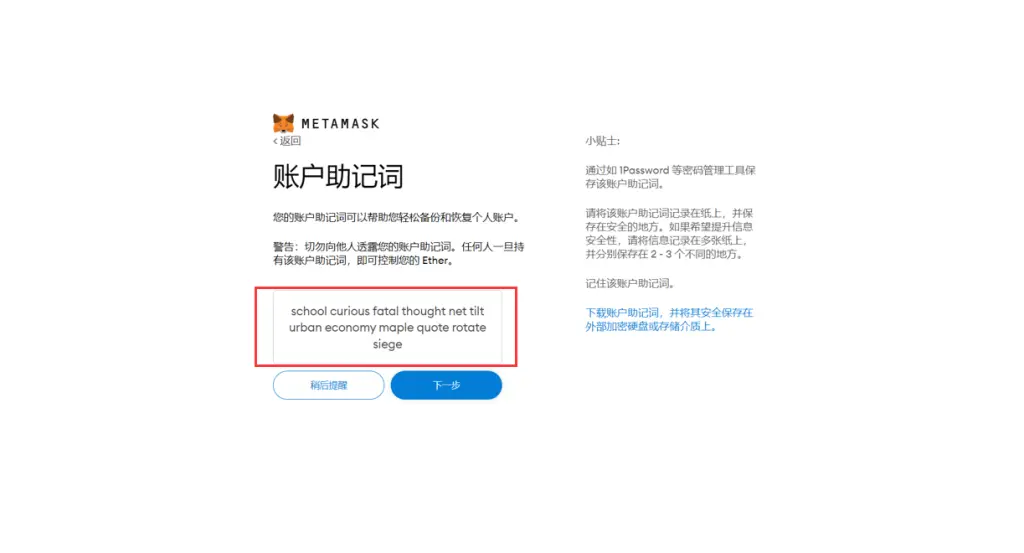 METAMASK
< 返回
账户助记词
您的账户助记词可以帮助您轻松备份和恢复个人账户。
警告：切勿向他人透露您的账户助记词。任何人一旦持
有该账户助记词，即可控制您的 Ether。
school curious fatal thought net tilt
urban economy maple quote rotate
siege
稍后提醒
下一步
小贴士:
通过如 1Password 等密码管理工具保
存该账户助记词。
请将该账户助记词记录在纸上，并保
存在安全的地方。如果希望提升信息
安全性，请将信息记录在多张纸上，
并分别保存在 2 - 3 个不同的地方。
记住该账户助记词。
下载账户助记词，并将其安全保存在
外部加密硬盘或存储介质上。